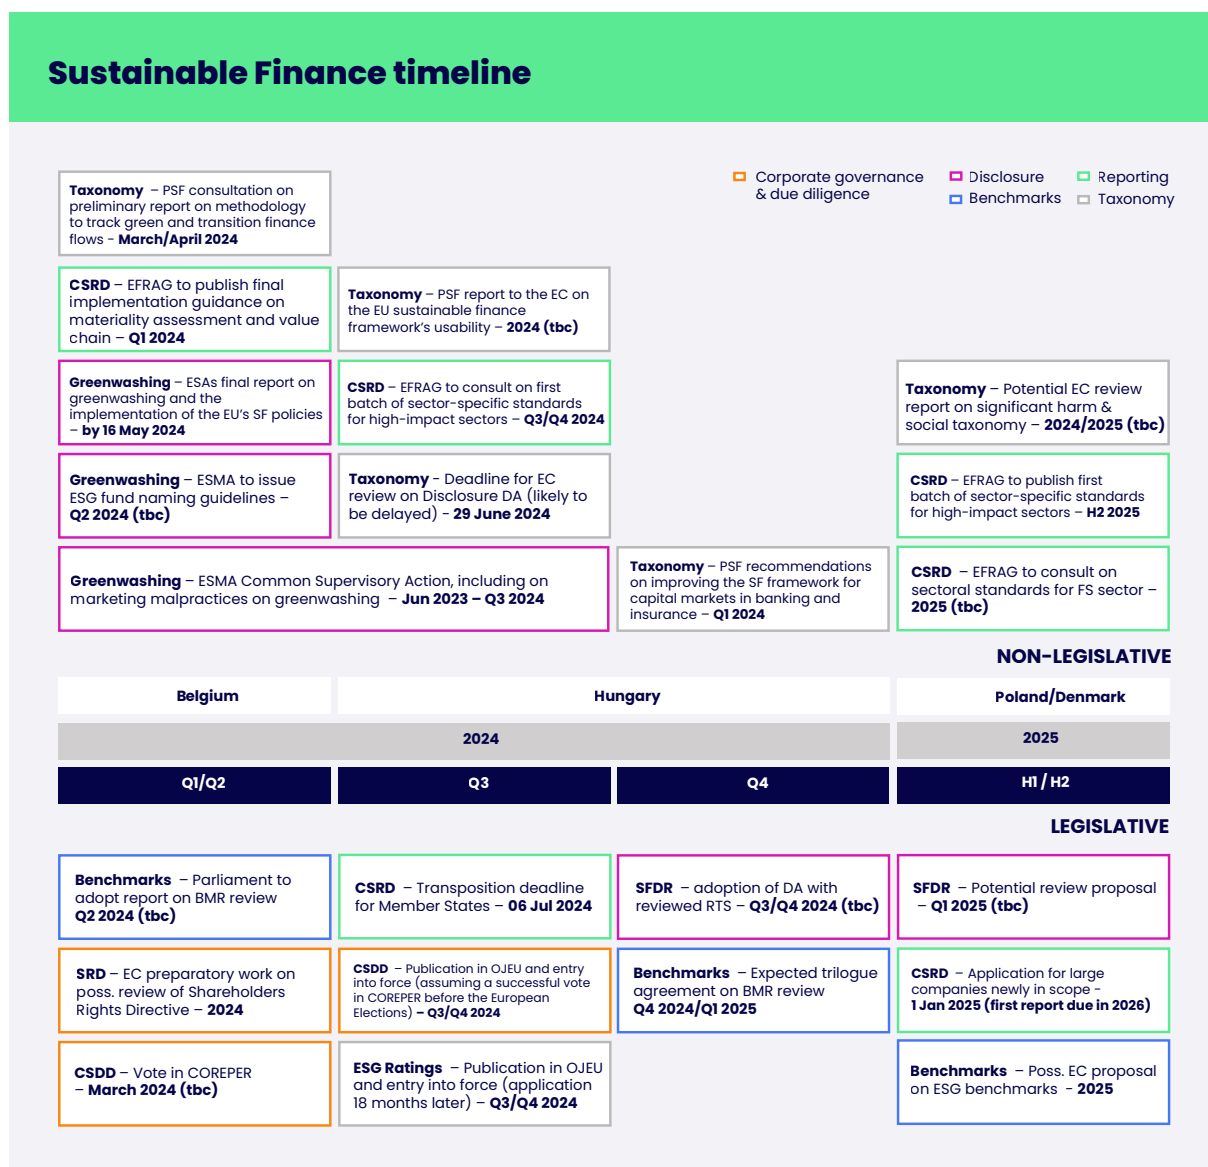 Sustainable Finance timeline
Corporate governance
& due diligence
Disclosure
Benchmarks
Reporting
Taxonomy
Taxonomy – PSF consultation on
preliminary report on methodology
to track green and transition finance
flows - March/April 2024
CSRD – EFRAG to publish final
implementation guidance on
materiality assessment and value
chain – Q1 2024
Taxonomy – PSF report to the EC on
the EU sustainable finance
framework's usability – 2024 (tbc)
Greenwashing – ESAs final report on
greenwashing and the
implementation of the EU's SF policies
– by 16 May 2024
CSRD – EFRAG to consult on first
batch of sector-specific standards
for high-impact sectors – Q3/Q4 2024
Taxonomy – Potential EC review
report on significant harm &
social taxonomy – 2024/2025 (tbc)
Greenwashing – ESMA to issue
ESG fund naming guidelines –
Q2 2024 (tbc)
Taxonomy - Deadline for EC
review on Disclosure DA (likely to
be delayed) - 29 June 2024
CSRD – EFRAG to publish first
batch of sector-specific standards
for high-impact sectors – H2 2025
Greenwashing – ESMA Common Supervisory Action, including on
marketing malpractices on greenwashing – Jun 2023 – Q3 2024
Taxonomy – PSF recommendations
on improving the SF framework for
capital markets in banking and
insurance – Q1 2024
CSRD – EFRAG to consult on
sectoral standards for FS sector –
2025 (tbc)
NON-LEGISLATIVE
Belgium
Hungary
Poland/Denmark
2024
2025
Q1/Q2
Q3
Q4
H1 / H2
LEGISLATIVE
Benchmarks – Parliament to
adopt report on BMR review
Q2 2024 (tbc)
CSRD – Transposition deadline
for Member States – 06 Jul 2024
SFDR – adoption of DA with
reviewed RTS – Q3/Q4 2024 (tbc)
SFDR – Potential review proposal
– Q1 2025 (tbc)
SRD – EC preparatory work on
poss. review of Shareholders
Rights Directive – 2024
CSDD – Publication in OJEU and entry
into force (assuming a successful vote
in COREPER before the European
Elections) – Q3/Q4 2024
Benchmarks – Expected trilogue
agreement on BMR review
Q4 2024/Q1 2025
CSRD – Application for large
companies newly in scope -
1 Jan 2025 (first report due in 2026)
CSDD – Vote in COREPER
– March 2024 (tbc)
ESG Ratings – Publication in OJEU
and entry into force (application
18 months later) – Q3/Q4 2024
Benchmarks – Poss. EC proposal
on ESG benchmarks - 2025